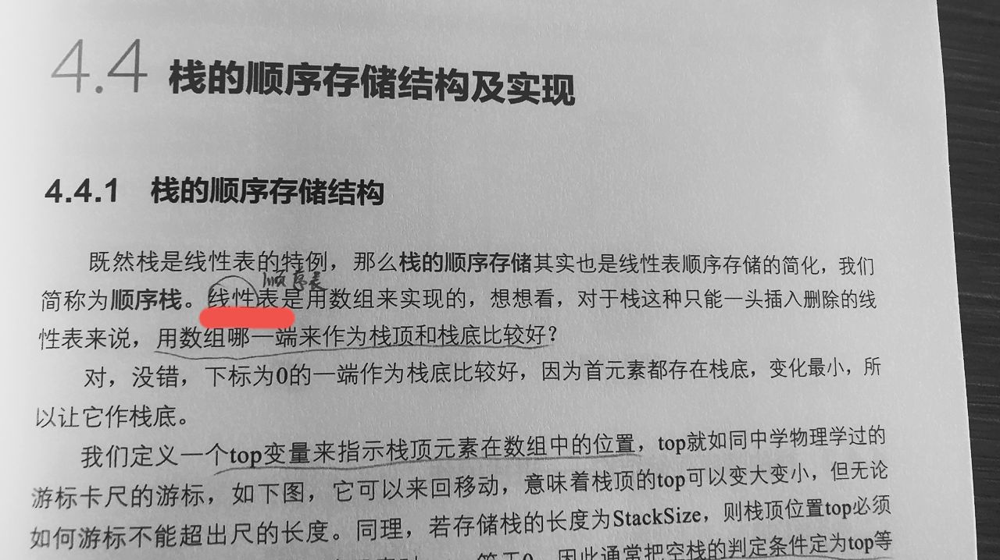 4.4 栈的顺序存储结构及实现
4.4.1 栈的顺序存储结构
既然栈是线性表的特例，那么栈的顺序存储其实也是线性表顺序存储的简化，我们
顺序表
简称为顺序栈。线性表是用数组来实现的，想想看，对于栈这种只能一头插入删除的线
性表来说，用数组哪一端来作为栈顶和栈底比较好？
对，没错，下标为0的一端作为栈底比较好，因为首元素都存在栈底，变化最小，所
以让它作栈底。
我们定义一个top变量来指示栈顶元素在数组中的位置，top就如同中学物理学过的
游标卡尺的游标，如下图，它可以来回移动，意味着栈顶的top可以变大变小，但无论
如何游标不能超出尺的长度。同理，若存储栈的长度为StackSize，则栈顶位置top必须
等于0，因此通常把空栈的判定条件定为top等